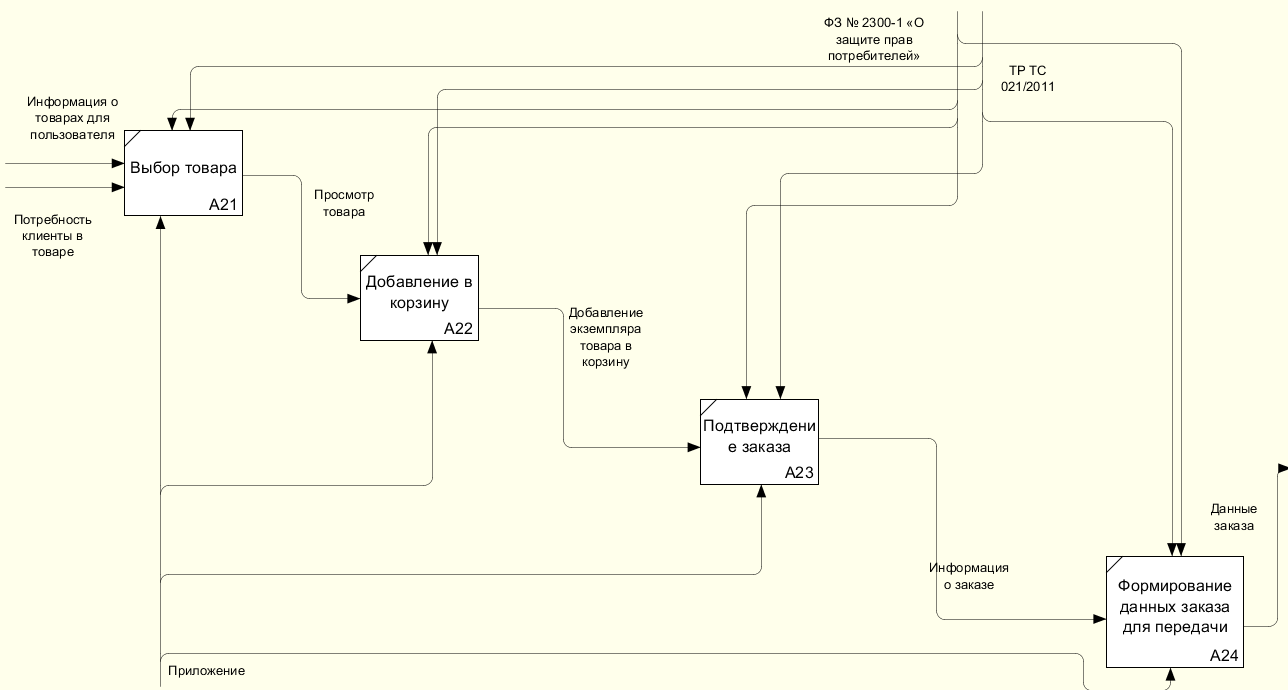 ФЗ № 2300-1 «О
защите прав
потребителей»
ТР ТС
021/2011
Информация о
товарах для
пользователя
Выбор товара
A21
Потребность
клиенты в
товаре
Просмотр
товара
Добавление в
корзину
A22
Добавление
экземпляра
товара в
корзину
Подтверждени
е заказа
A23
Информация
о заказе
Данные
заказа
Формирование
данных заказа
для передачи
A24
Приложение